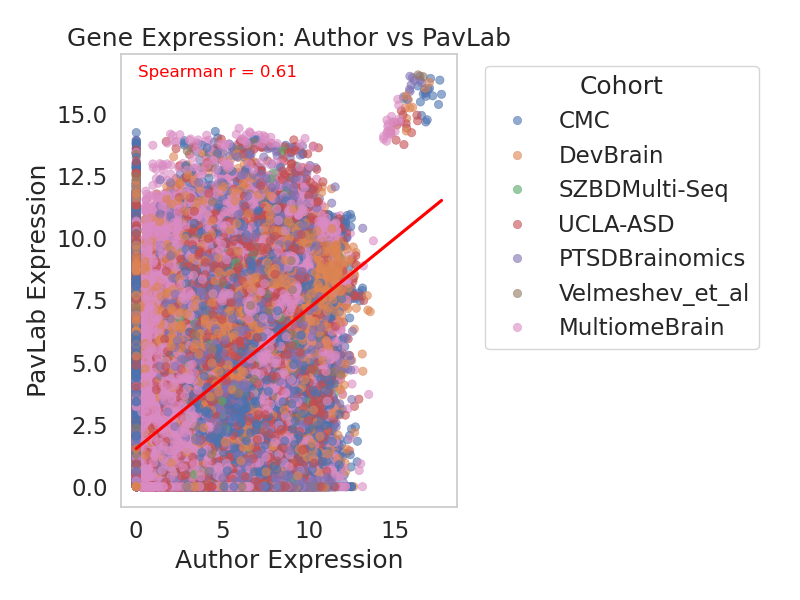 Gene Expression: Author vs PavLab
Spearman r = 0.61
PavLab Expression
15.0
12.5
10.0
7.5
5.0
2.5
0.0
0 5 10 15
Author Expression
Cohort
CMC
DevBrain
SZBDMulti-Seq
UCLA-ASD
PTSDBrainomics
Velmeshev_et_al
MultiomeBrain